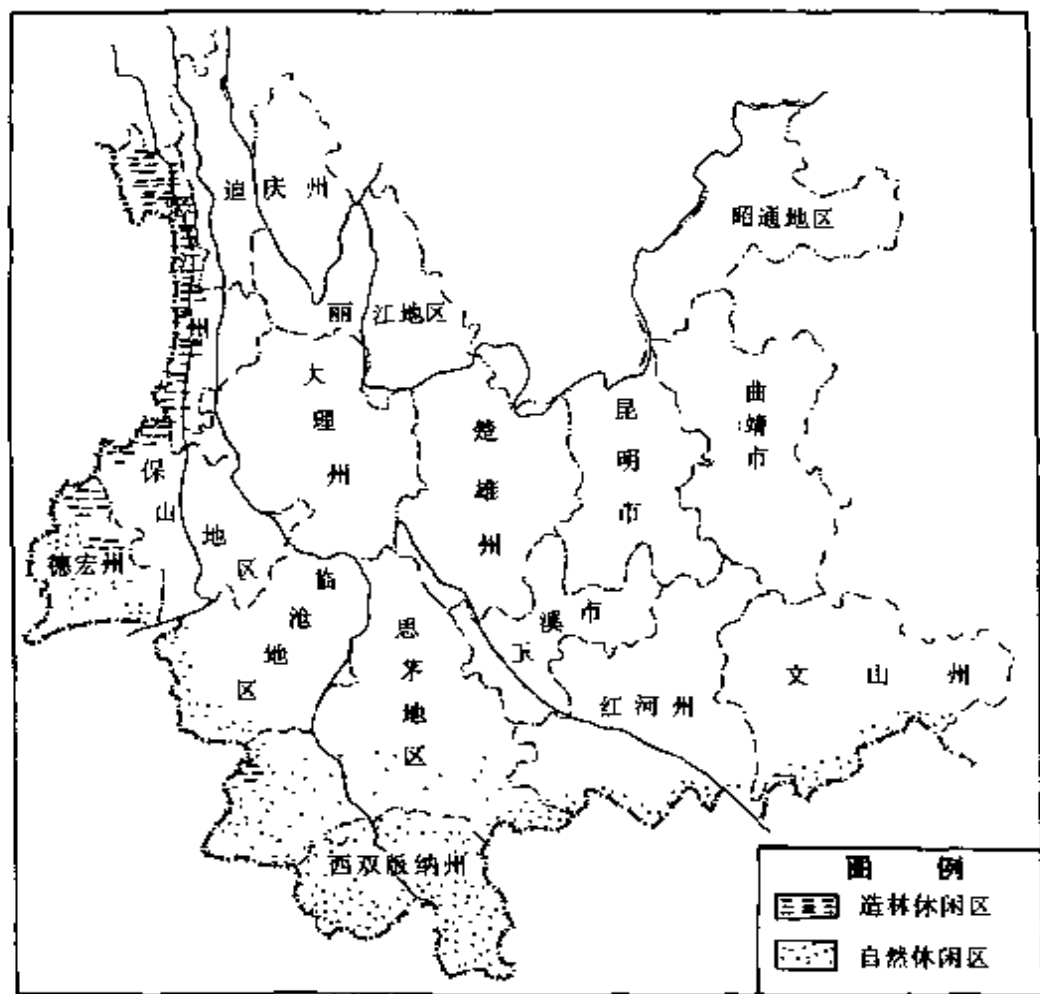 迪庆州
昭通地区
怒江州
丽江地区
大理州
曲靖市
昆明市
楚雄州
保山地区
德宏州
临沧地区
思茅地区
玉溪市
红河州
文山州
西双版纳州
图 例
造林休闲区
自然休闲区